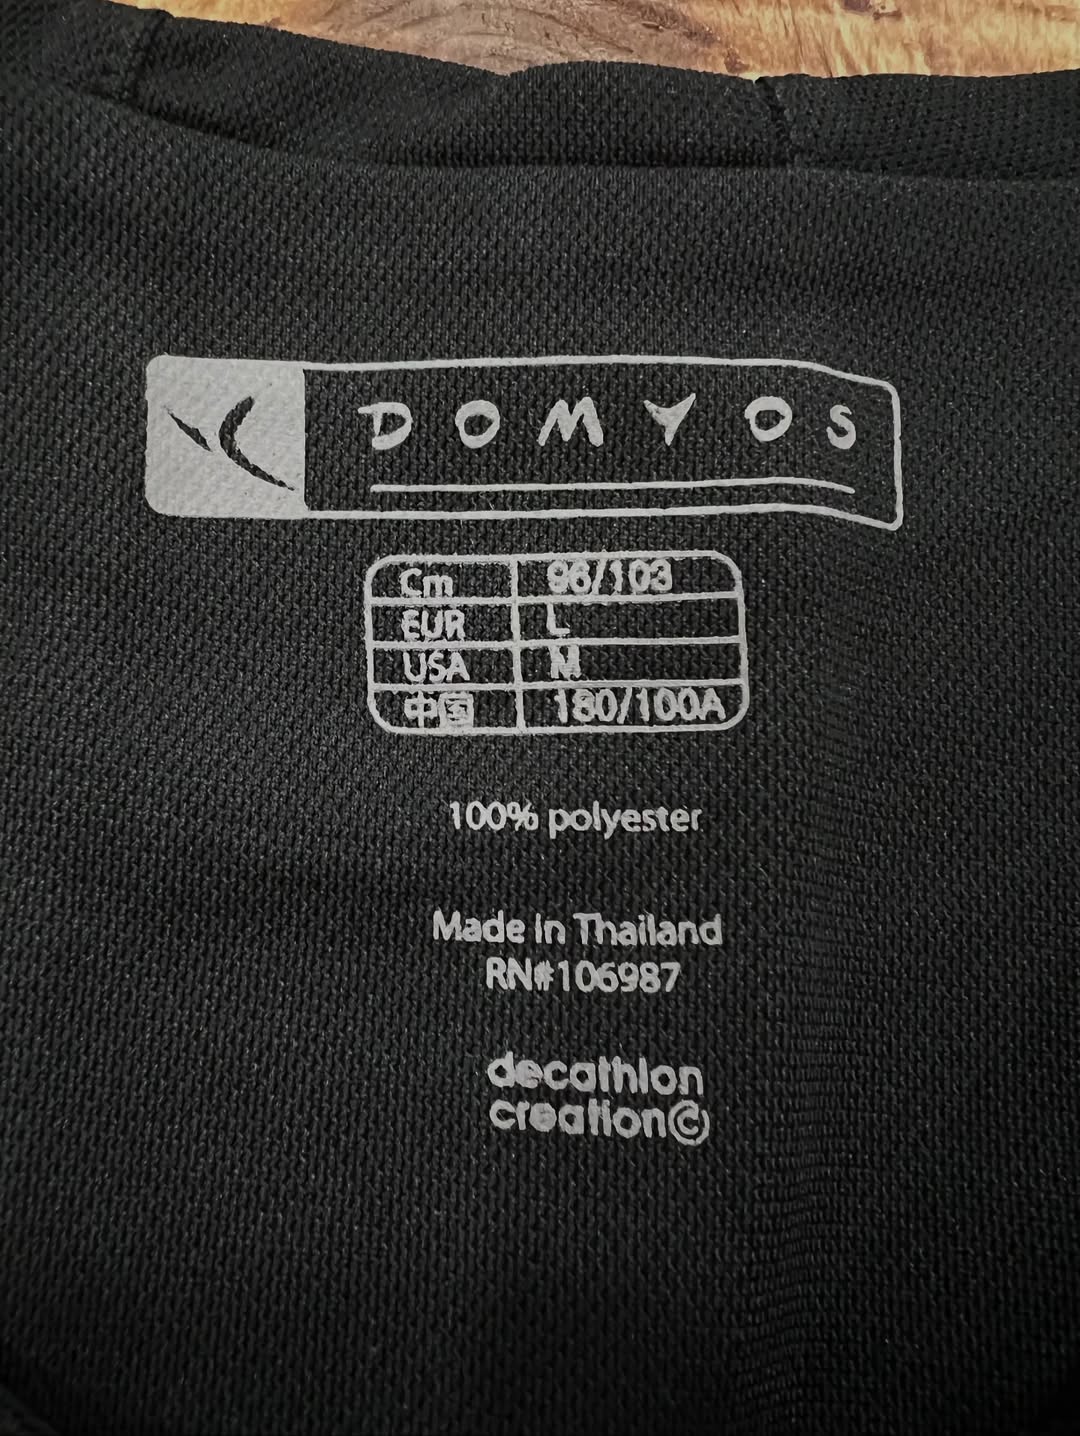 DOMYOS
Cm 96/103
EUR L
USA M
中国 180/100A
100% polyester
Made in Thailand
RN#106987
decathlon
creation©